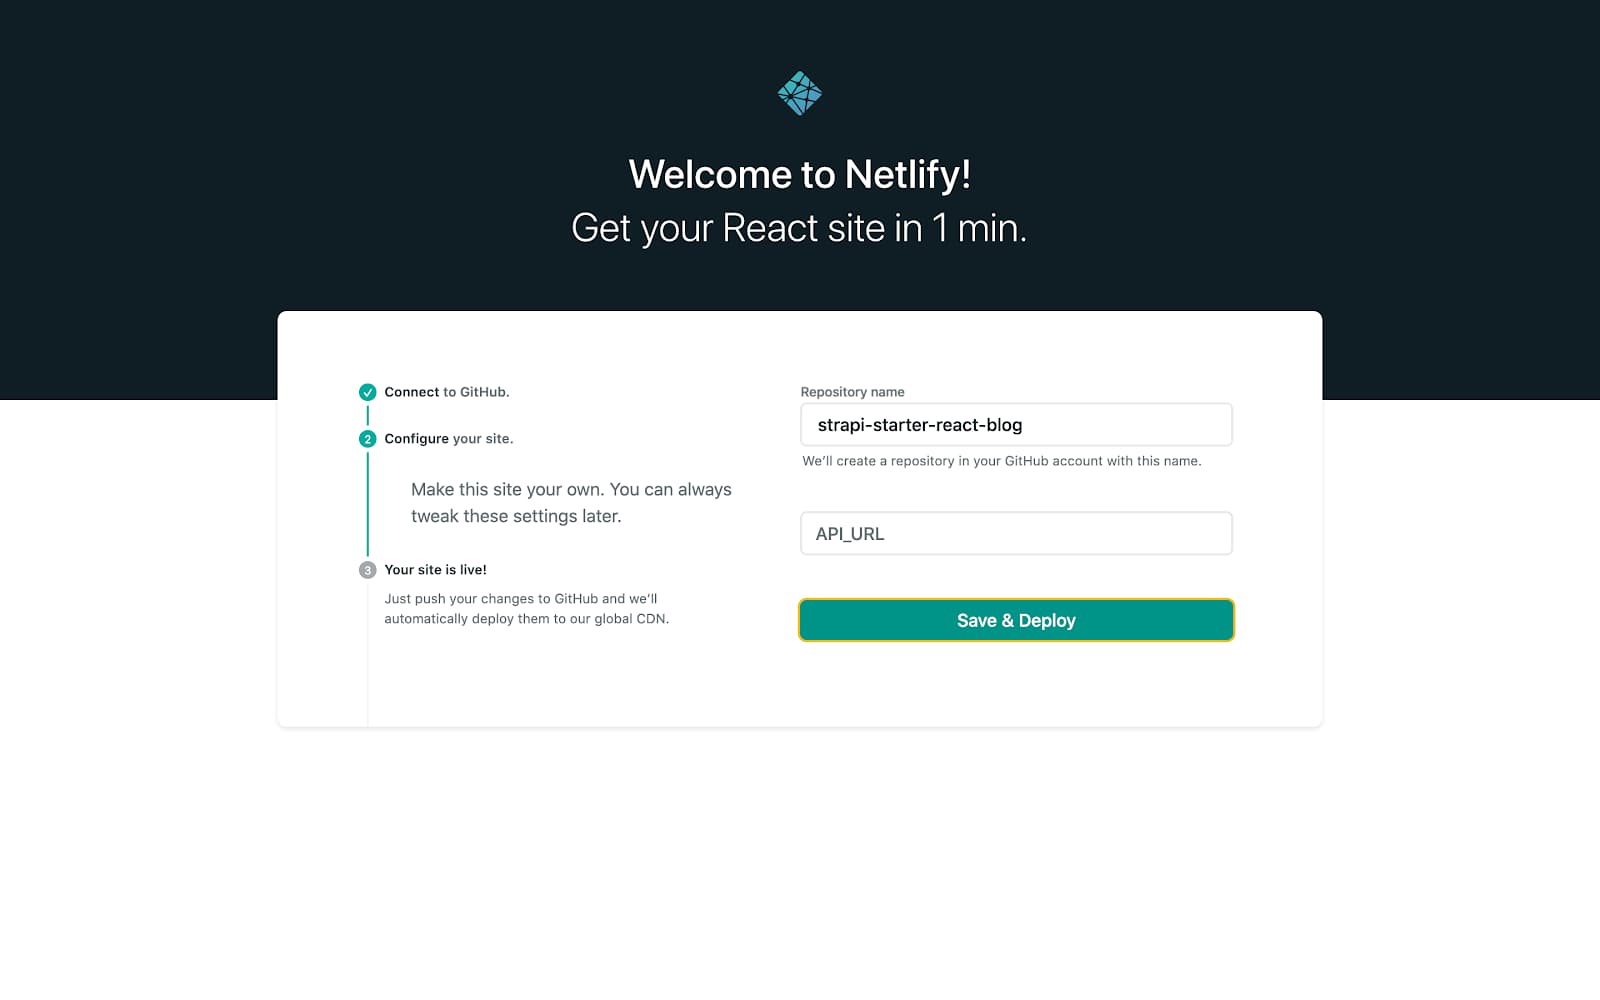 Welcome to Netlify!
Get your React site in 1 min.
Connect to GitHub.
2 Configure your site.
Make this site your own. You can always
tweak these settings later.
3 Your site is live!
Just push your changes to GitHub and we'll
automatically deploy them to our global CDN.
Repository name
strapi-starter-react-blog
We'll create a repository in your GitHub account with this name.
API_URL
Save & Deploy